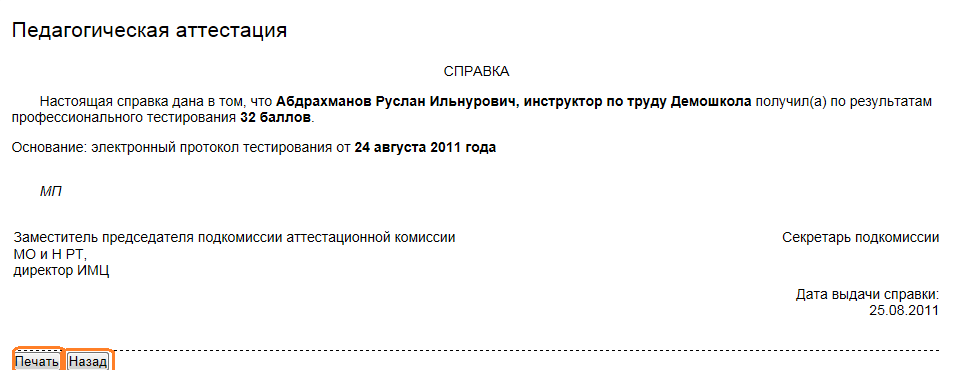 Педагогическая аттестация
СПРАВКА
Настоящая справка дана в том, что Абдрахманов Руслан Ильнурович, инструктор по труду Демошкола получил(а) по результатам
профессионального тестирования 32 баллов.
Основание: электронный протокол тестирования от 24 августа 2011 года
МП
Заместитель председателя подкомиссии аттестационной комиссии
МО и Н РТ,
директор ИМЦ
Секретарь подкомиссии
Дата выдачи справки:
25.08.2011
Печать Назад